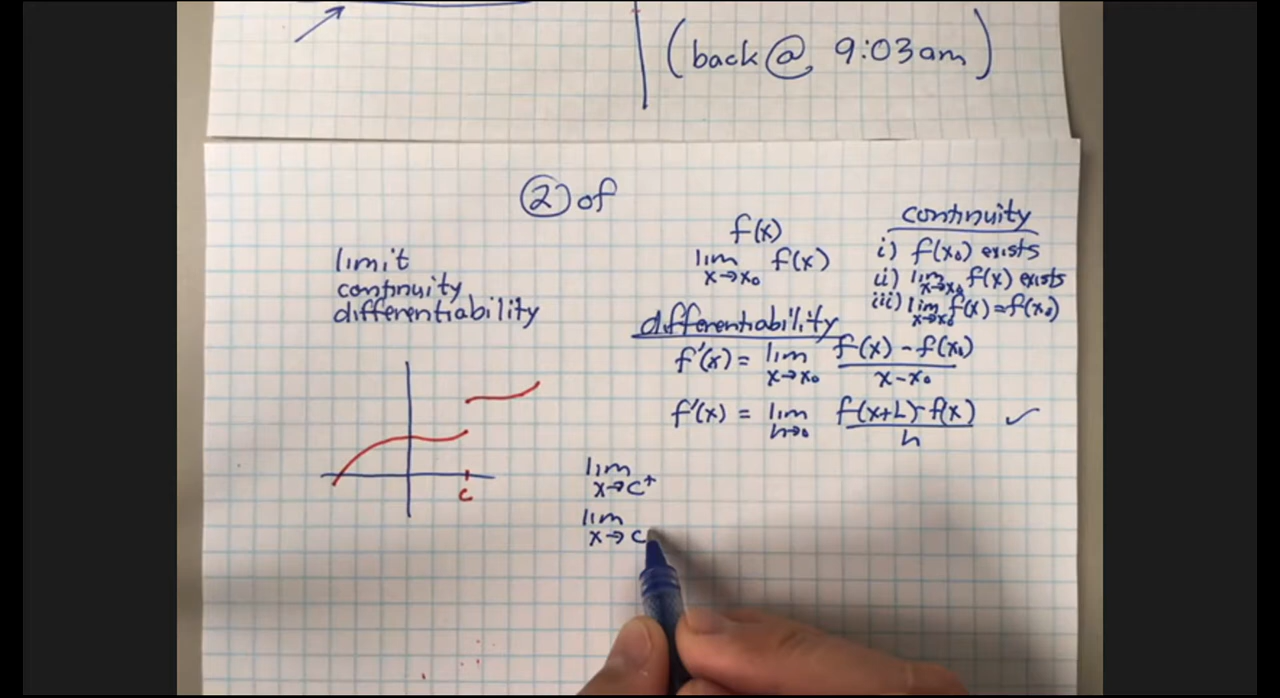 (back @ 9:03am)
② of
limit
continuity
differentiability
f(x)
lim x→x₀ f(x)
continuity
i) f(x₀) exists
ii) lim x→x₀ f(x) exists
iii) lim x→x₀ f(x) = f(x₀)
differentiability
f'(x) = lim x→x₀ f(x) - f(x₀) / x - x₀
f'(x) = lim h→0 f(x+h) - f(x) / h ✓
c
lim x→c⁺
lim x→c